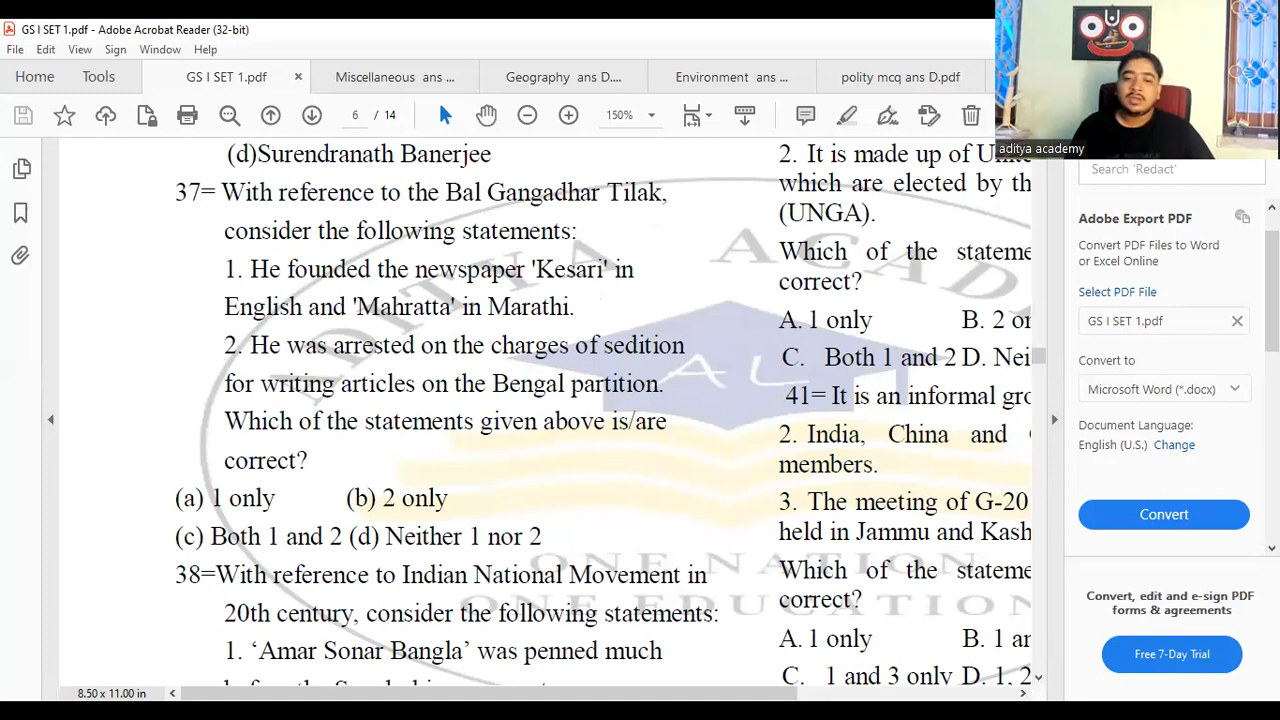 GS I SET 1.pdf - Adobe Acrobat Reader (32-bit)
File Edit View Sign Window Help
Home Tools GS I SET 1.pdf × Miscellaneous ans ... Geography ans D.... Environment ans ... polity mcq ans D.pdf
6 / 14 150%
aditya academy
(d)Surendranath Banerjee
37= With reference to the Bal Gangadhar Tilak,
consider the following statements:
1. He founded the newspaper 'Kesari' in
English and 'Mahratta' in Marathi.
2. He was arrested on the charges of sedition
for writing articles on the Bengal partition.
Which of the statements given above is/are
correct?
(a) 1 only (b) 2 only
(c) Both 1 and 2 (d) Neither 1 nor 2
38=With reference to Indian National Movement in
20th century, consider the following statements:
1. ‘Amar Sonar Bangla’ was penned much
2. It is made up of
which are elected by
(UNGA).
Which of the
correct?
A. 1 only B. 2
C. Both 1 and 2 D.
41= It is an informal
2. India, China and
members.
3. The meeting of G-20
held in Jammu and
Which of the
correct?
A. 1 only B. 1
C. 1 and 3 only D. 1,
ADITYA ACADEMY
AL
ONE NATION
ONE EDUCATION
8.50 x 11.00 in
Search 'Redact'
Adobe Export PDF
Convert PDF Files to Word
or Excel Online
Select PDF File
GS I SET 1.pdf ×
Convert to
Microsoft Word (*.docx)
Document Language:
English (U.S.) Change
Convert
Convert, edit and e-sign PDF
forms & agreements
Free 7-Day Trial